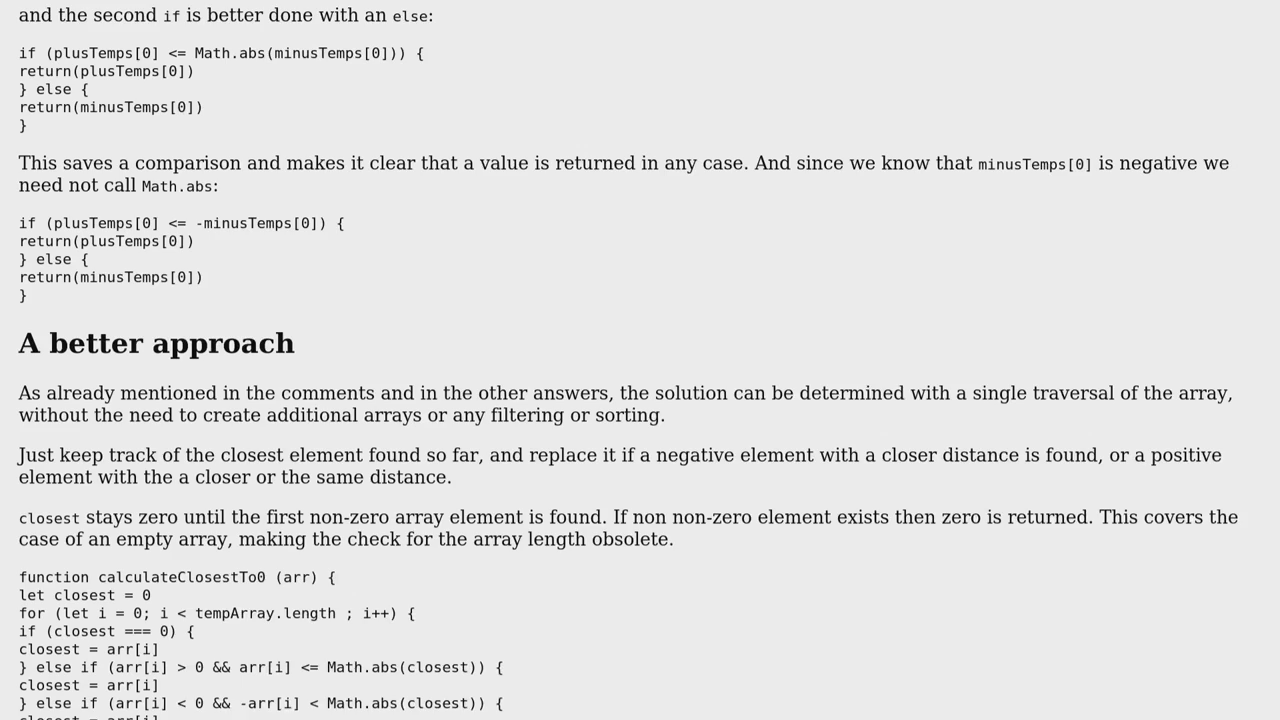 and the second if is better done with an else:
if (plusTemps[0] <= Math.abs(minusTemps[0])) {
return(plusTemps[0])
} else {
return(minusTemps[0])
}
This saves a comparison and makes it clear that a value is returned in any case. And since we know that minusTemps[0] is negative we
need not call Math.abs:
if (plusTemps[0] <= -minusTemps[0]) {
return(plusTemps[0])
} else {
return(minusTemps[0])
}
A better approach
As already mentioned in the comments and in the other answers, the solution can be determined with a single traversal of the array,
without the need to create additional arrays or any filtering or sorting.
Just keep track of the closest element found so far, and replace it if a negative element with a closer distance is found, or a positive
element with the a closer or the same distance.
closest stays zero until the first non-zero array element is found. If non non-zero element exists then zero is returned. This covers the
case of an empty array, making the check for the array length obsolete.
function calculateClosestTo0 (arr) {
let closest = 0
for (let i = 0; i < tempArray.length ; i++) {
if (closest === 0) {
closest = arr[i]
} else if (arr[i] > 0 && arr[i] <= Math.abs(closest)) {
closest = arr[i]
} else if (arr[i] < 0 && -arr[i] < Math.abs(closest)) {
closest = arr[i]